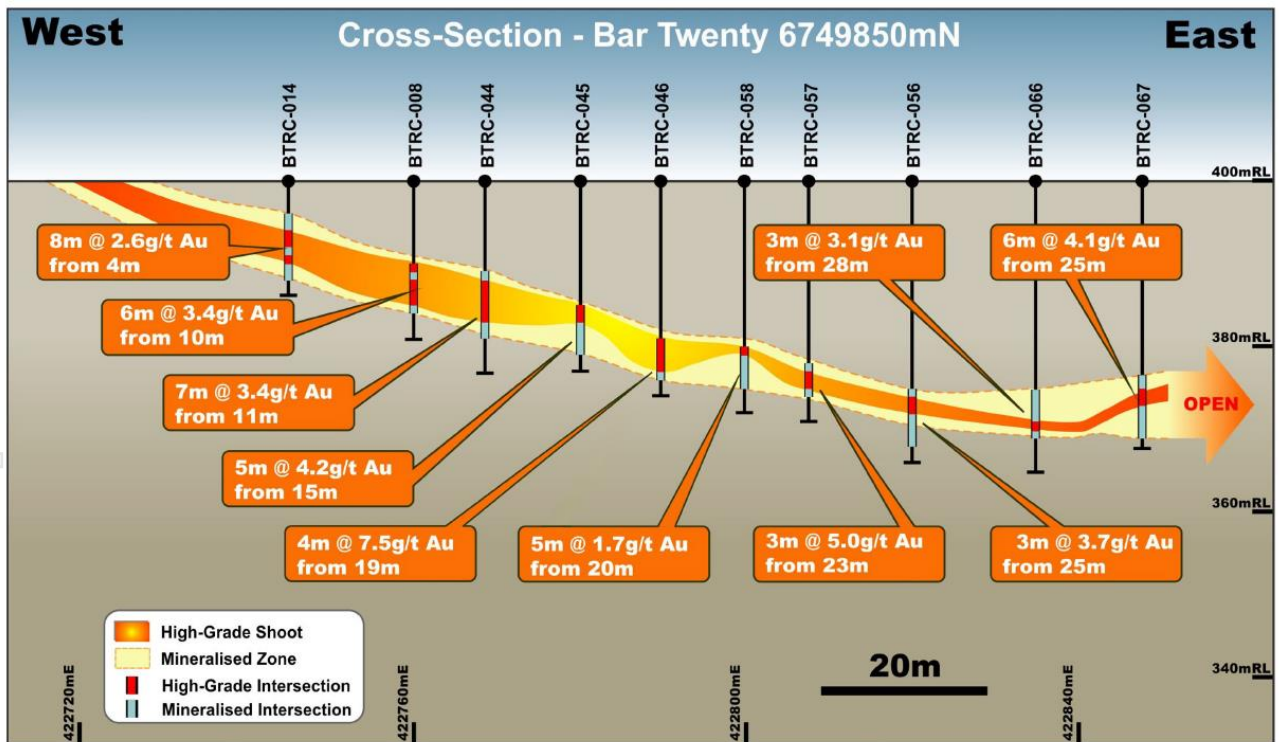 West
Cross-Section - Bar Twenty 6749850mN
East
BTRC-014
BTRC-008
BTRC-044
BTRC-045
BTRC-046
BTRC-058
BTRC-057
BTRC-056
BTRC-066
BTRC-067
400mRL
8m @ 2.6g/t Au
from 4m
3m @ 3.1g/t Au
from 28m
6m @ 4.1g/t Au
from 25m
6m @ 3.4g/t Au
from 10m
380mRL
7m @ 3.4g/t Au
from 11m
OPEN
5m @ 4.2g/t Au
from 15m
360mRL
4m @ 7.5g/t Au
from 19m
5m @ 1.7g/t Au
from 20m
3m @ 5.0g/t Au
from 23m
3m @ 3.7g/t Au
from 25m
High-Grade Shoot
Mineralised Zone
High-Grade Intersection
Mineralised Intersection
20m
340mRL
422720mE
422760mE
422800mE
422840mE